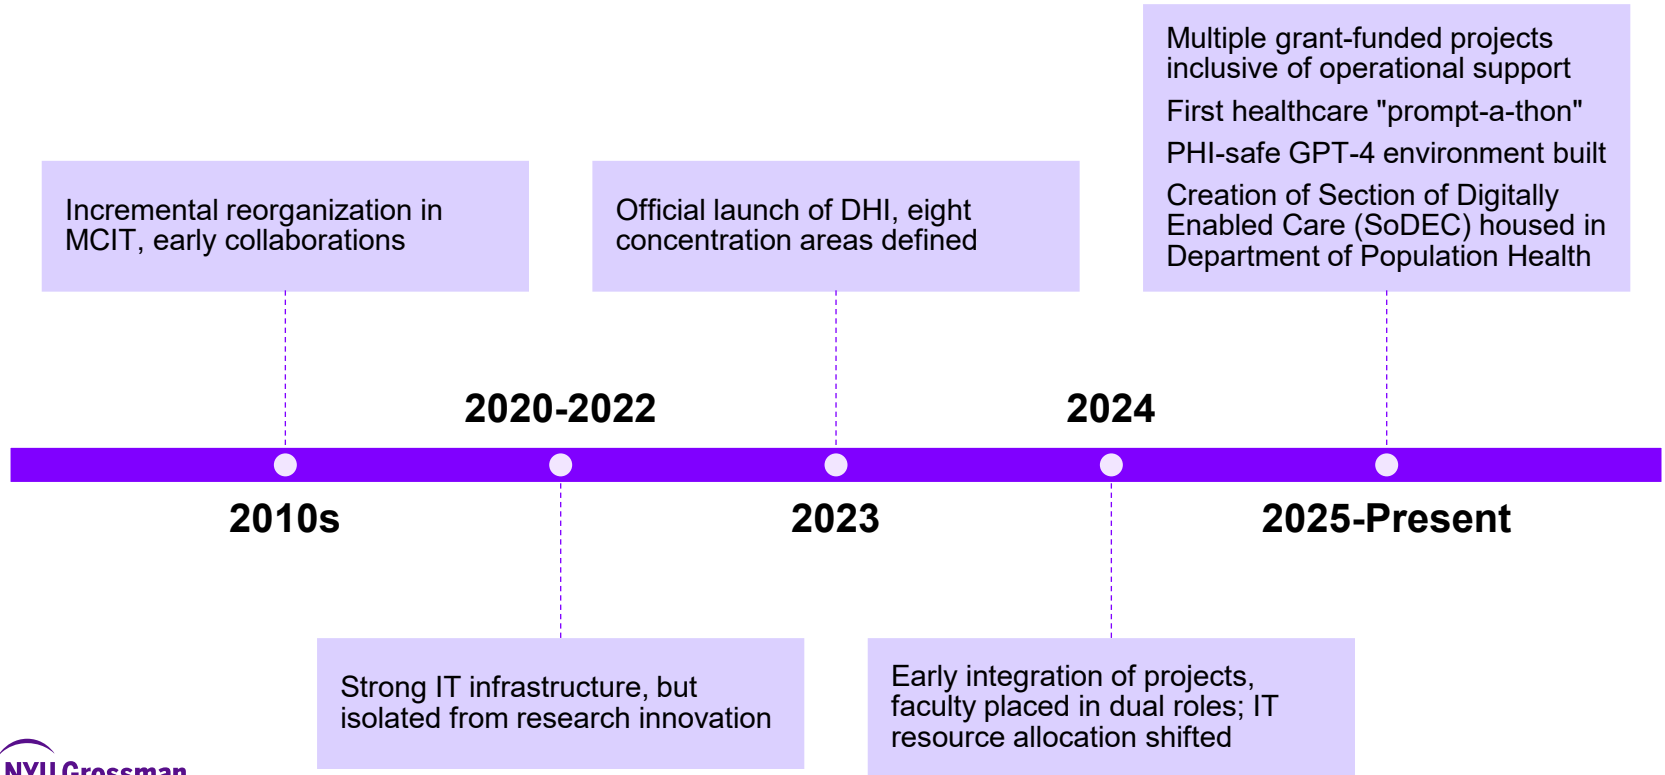 Multiple grant-funded projects
inclusive of operational support
First healthcare "prompt-a-thon"
PHI-safe GPT-4 environment built
Creation of Section of Digitally
Enabled Care (SoDEC) housed in
Department of Population Health
Incremental reorganization in
MCIT, early collaborations
Official launch of DHI, eight
concentration areas defined
2020-2022
2024
2010s
2023
2025-Present
Strong IT infrastructure, but
isolated from research innovation
Early integration of projects,
faculty placed in dual roles; IT
resource allocation shifted
NYU Grossman